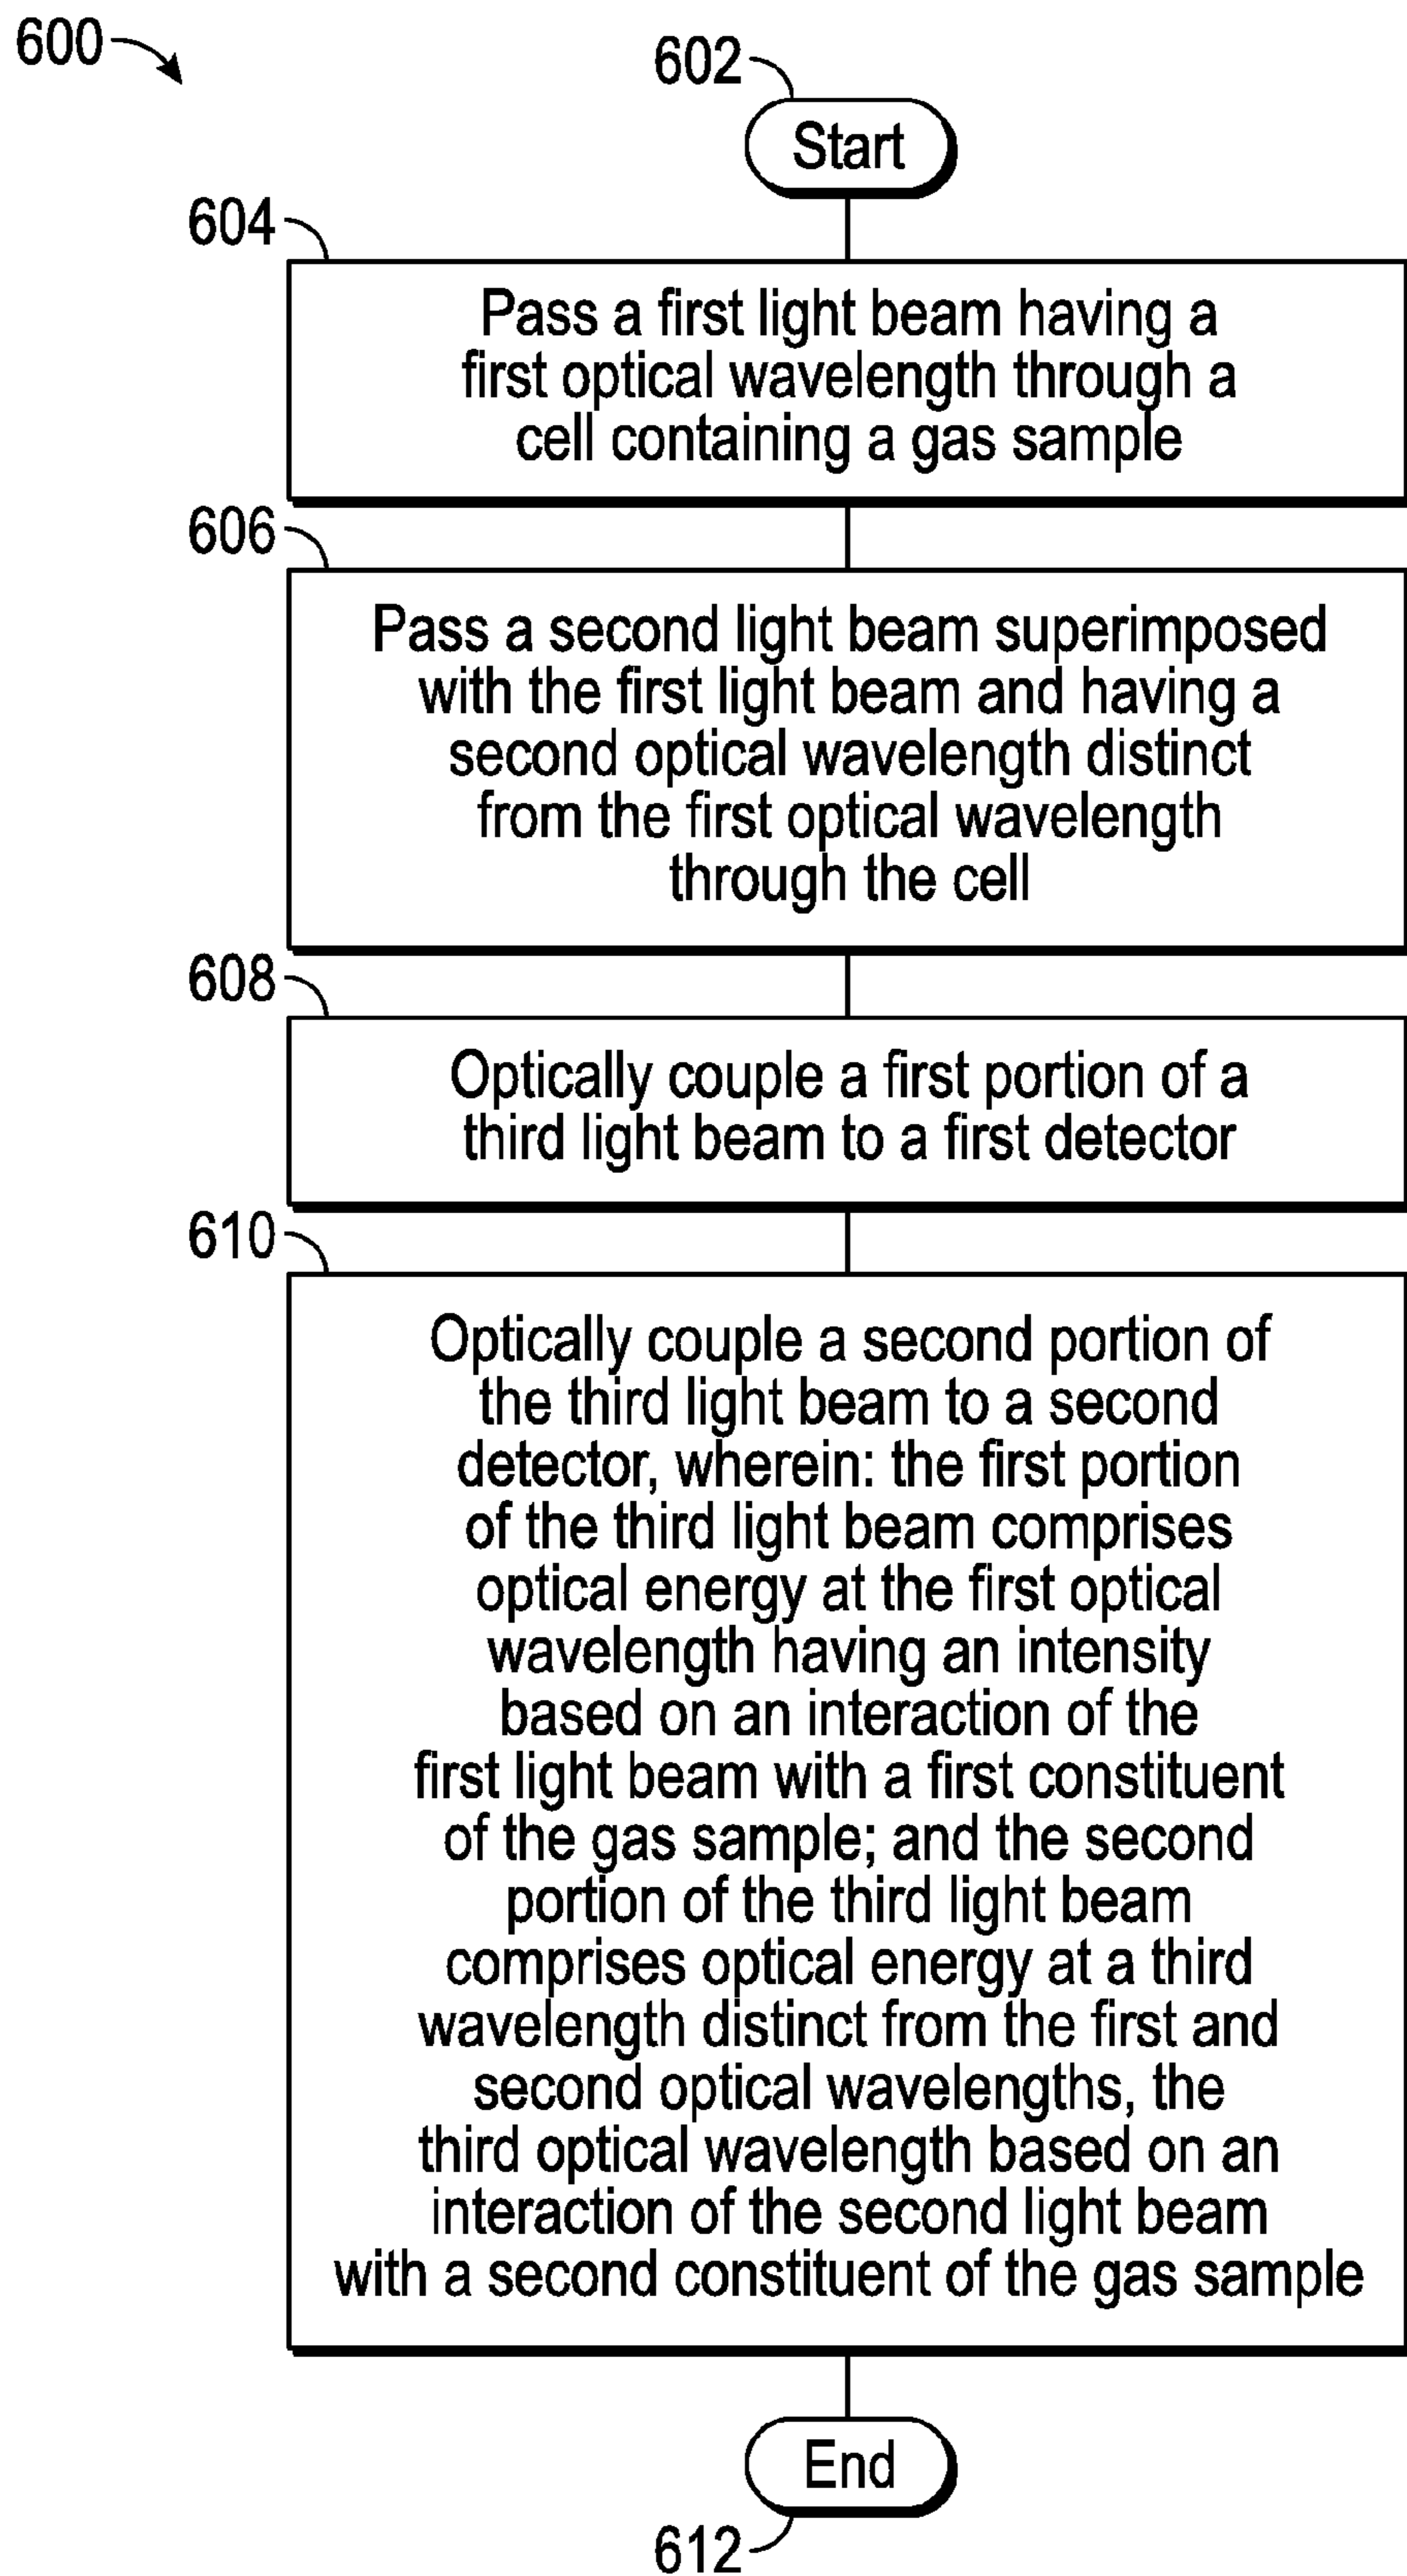 600
602
Start
604
Pass a first light beam having a
first optical wavelength through a
cell containing a gas sample
606
Pass a second light beam superimposed
with the first light beam and having a
second optical wavelength distinct
from the first optical wavelength
through the cell
608
Optically couple a first portion of a
third light beam to a first detector
610
Optically couple a second portion of
the third light beam to a second
detector, wherein: the first portion
of the third light beam comprises
optical energy at the first optical
wavelength having an intensity
based on an interaction of the
first light beam with a first constituent
of the gas sample; and the second
portion of the third light beam
comprises optical energy at a third
wavelength distinct from the first and
second optical wavelengths, the
third optical wavelength based on an
interaction of the second light beam
with a second constituent of the gas sample
End
612